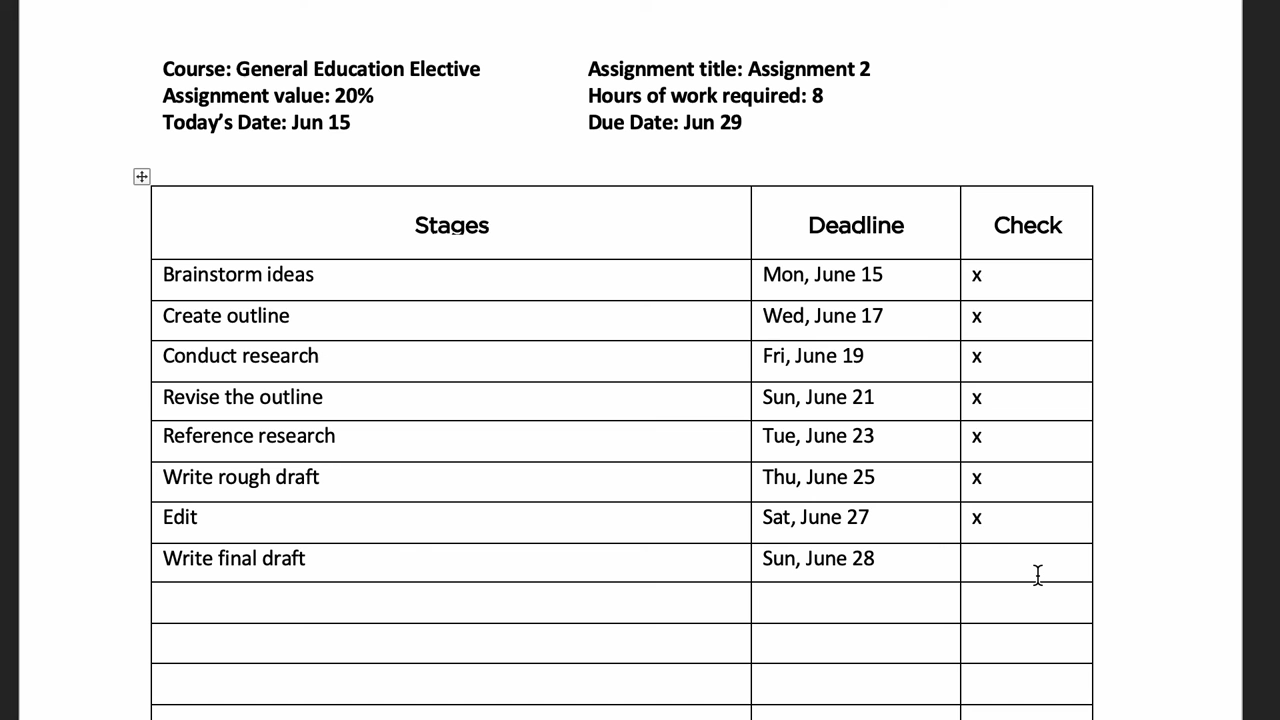 Course: General Education Elective Assignment title: Assignment 2
Assignment value: 20% Hours of work required: 8
Today's Date: Jun 15 Due Date: Jun 29
Stages Deadline Check
Brainstorm ideas Mon, June 15 x
Create outline Wed, June 17 x
Conduct research Fri, June 19 x
Revise the outline Sun, June 21 x
Reference research Tue, June 23 x
Write rough draft Thu, June 25 x
Edit Sat, June 27 x
Write final draft Sun, June 28